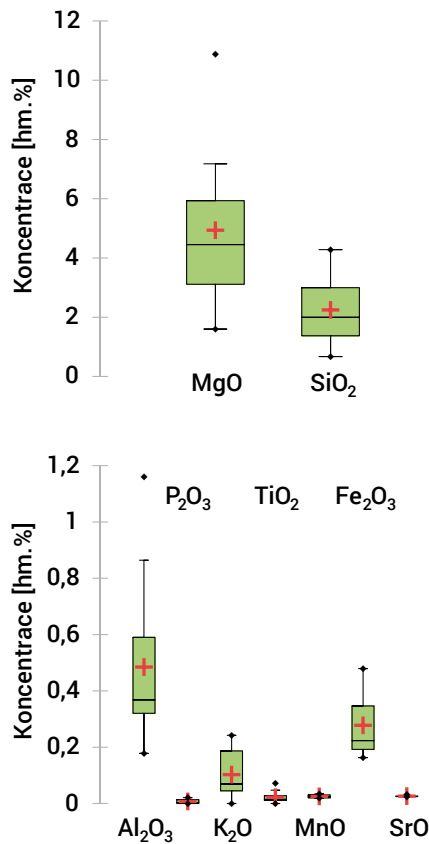 Koncentrace [hm.%]
12
10
8
6
4
2
0
MgO SiO₂
Koncentrace [hm.%]
1,2
1
0,8
0,6
0,4
0,2
0
P₂O₃ TiO₂ Fe₂O₃
Al₂O₃ K₂O MnO SrO